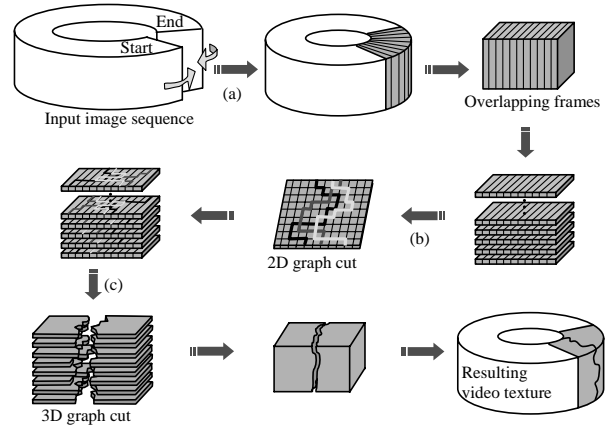 End
Start
(a)
Input image sequence
Overlapping frames
(b)
2D graph cut
(c)
3D graph cut
Resulting
video texture